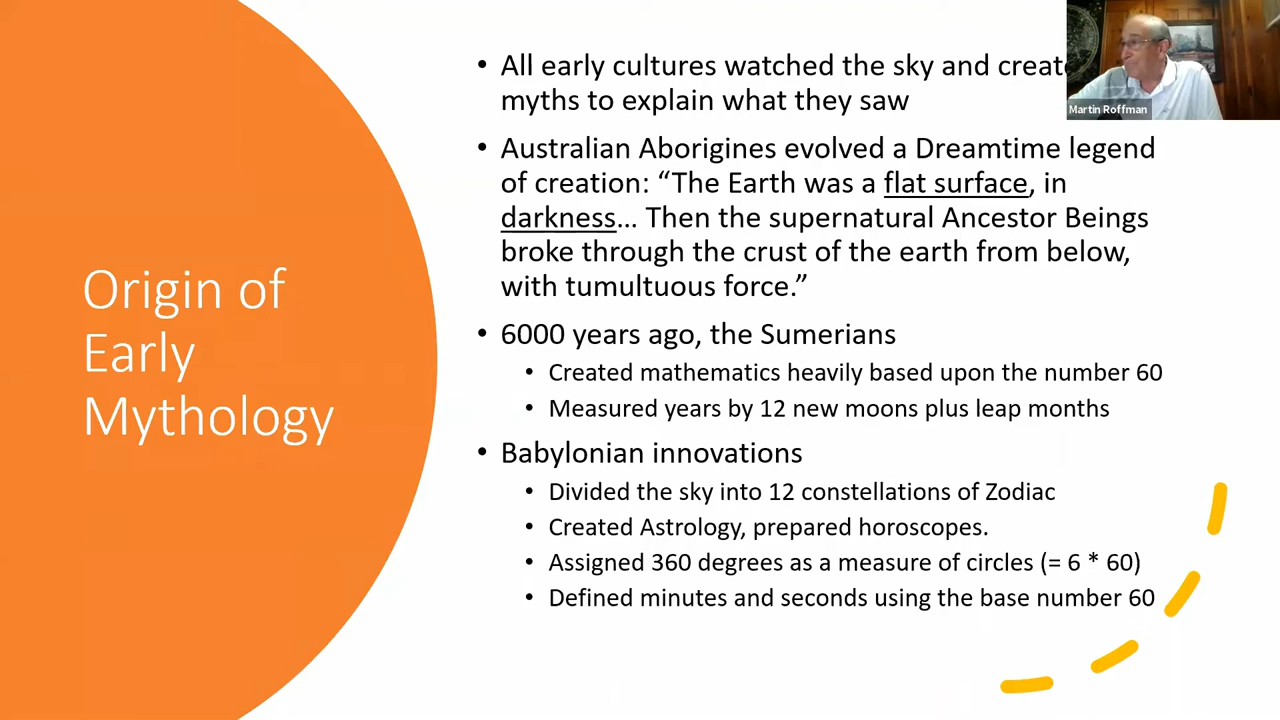 Origin of
Early
Mythology
• All early cultures watched the sky and
myths to explain what they saw
• Australian Aborigines evolved a Dreamtime legend
of creation: “The Earth was a flat surface, in
darkness… Then the supernatural Ancestor Beings
broke through the crust of the earth from below,
with tumultuous force.”
• 6000 years ago, the Sumerians
• Created mathematics heavily based upon the number 60
• Measured years by 12 new moons plus leap months
• Babylonian innovations
• Divided the sky into 12 constellations of Zodiac
• Created Astrology, prepared horoscopes.
• Assigned 360 degrees as a measure of circles (= 6 * 60)
• Defined minutes and seconds using the base number 60
Martin Roffman